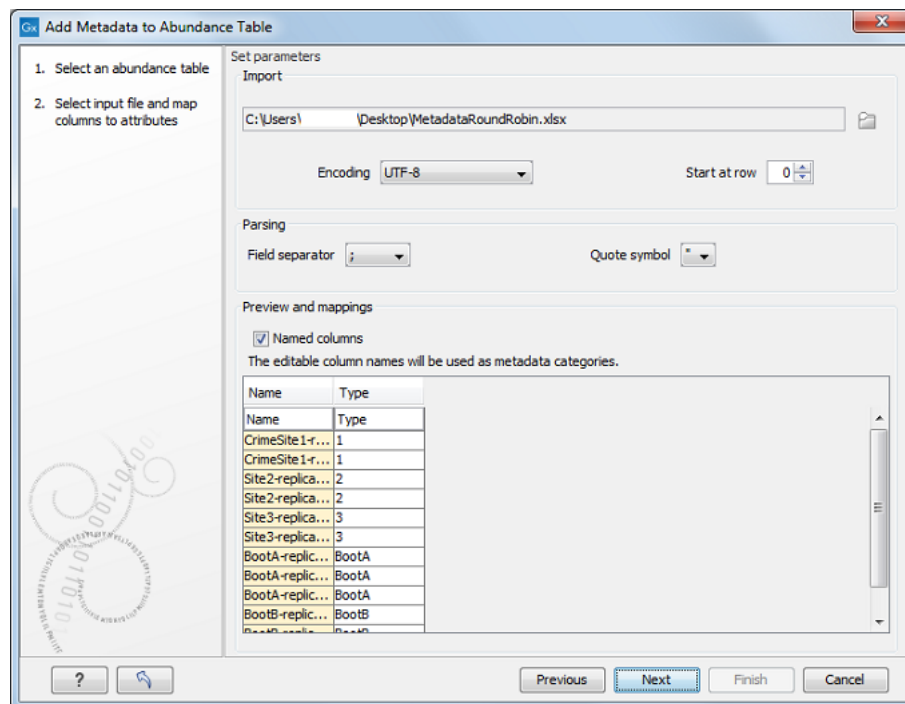 Gx Add Metadata to Abundance Table
1. Select an abundance table
2. Select input file and map
columns to attributes
Set parameters
Import
C:\Users\ \Desktop\MetadataRoundRobin.xlsx
Encoding UTF-8 Start at row 0
Parsing
Field separator ; Quote symbol "
Preview and mappings
Named columns
The editable column names will be used as metadata categories.
Name Type
Name Type
CrimeSite1-r... 1
CrimeSite1-r... 1
Site2-replica... 2
Site2-replica... 2
Site3-replica... 3
Site3-replica... 3
BootA-replic... BootA
BootA-replic... BootA
BootA-replic... BootA
BootB-replic... BootB
? Previous Next Finish Cancel